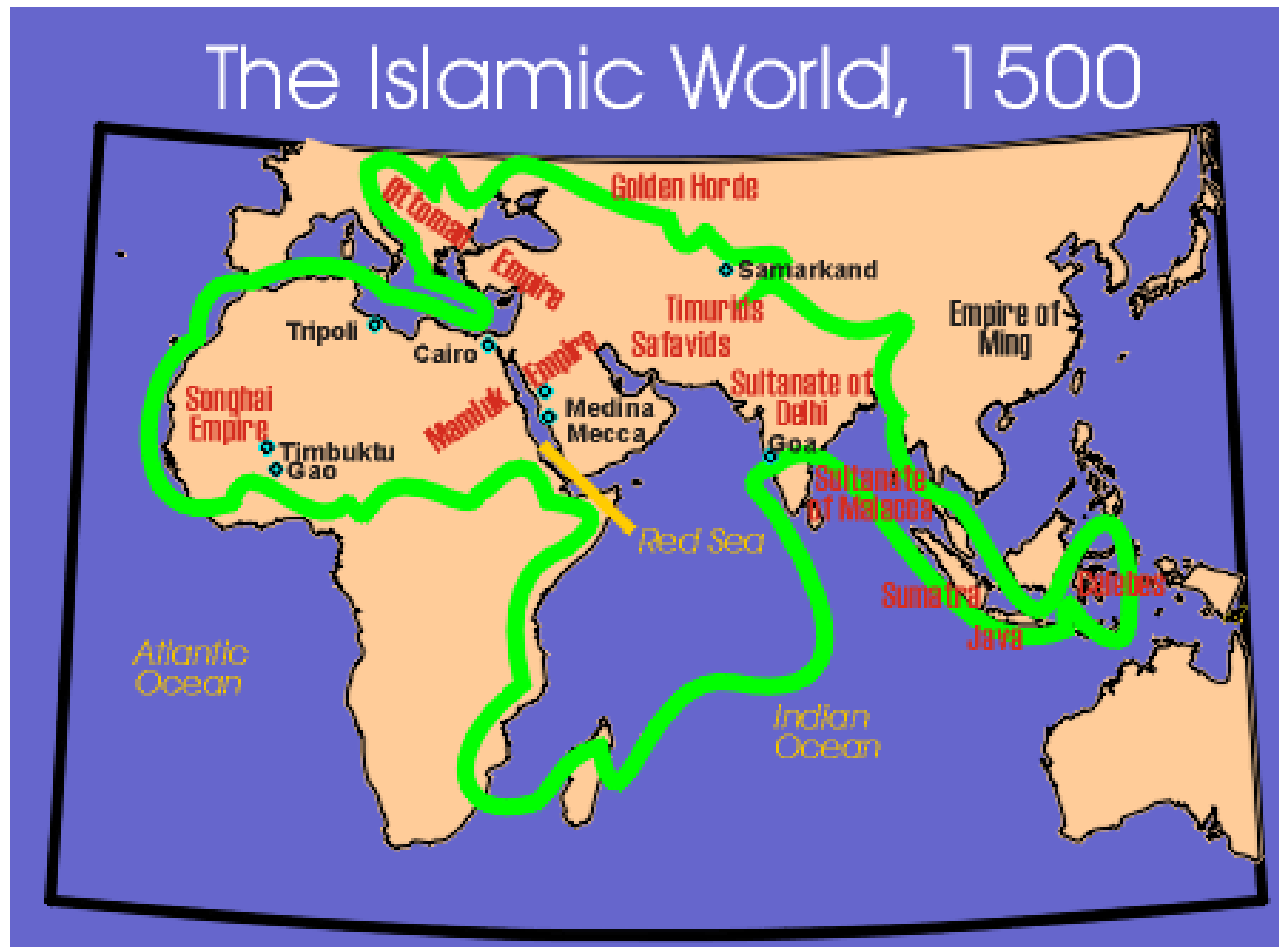 The Islamic World, 1500
Golden Horde
Ottoman
Empire
Samarkand
Timurids
Safavids
Empire of
Ming
Tripoli
Cairo
Mamluk
Empire
Sultanate of
Delhi
Songhai
Empire
Medina
Mecca
Timbuktu
Gao
Goa
Sultanate
of Malacca
Red Sea
Sumatra
Celebes
Java
Atlantic
Ocean
Indian
Ocean